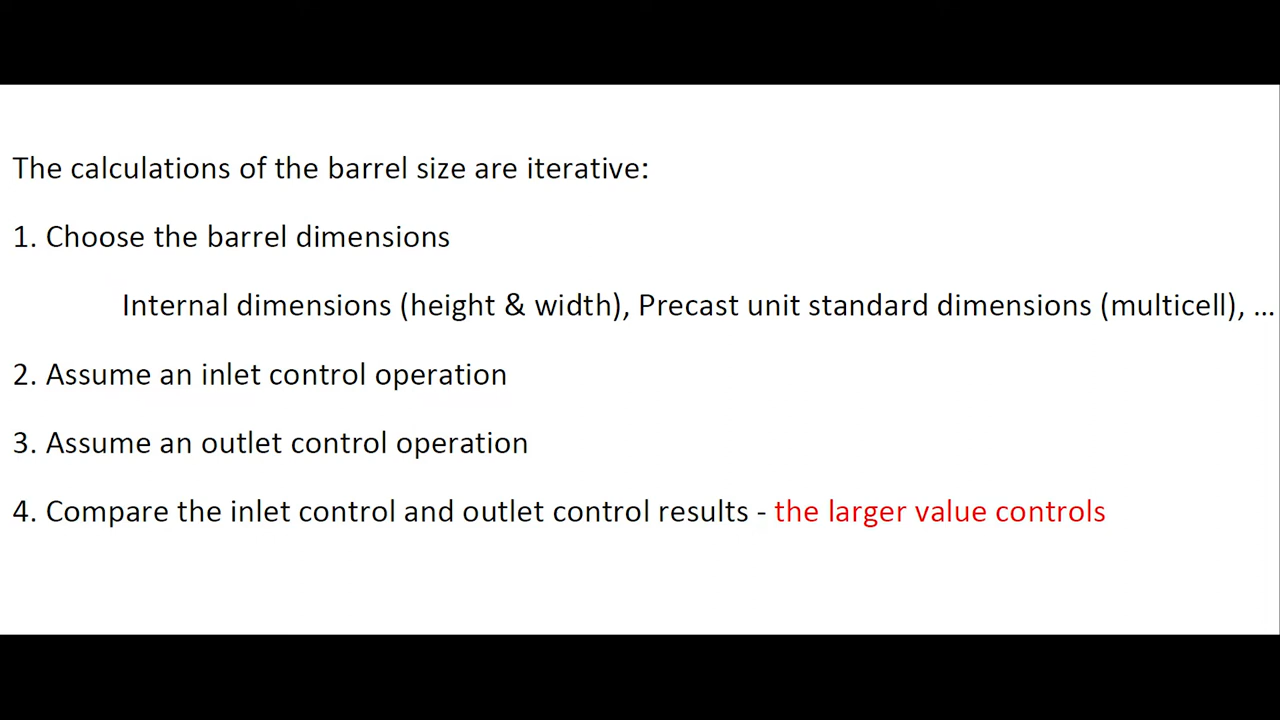 The calculations of the barrel size are iterative:
1. Choose the barrel dimensions
Internal dimensions (height & width), Precast unit standard dimensions (multicell), ...
2. Assume an inlet control operation
3. Assume an outlet control operation
4. Compare the inlet control and outlet control results - the larger value controls